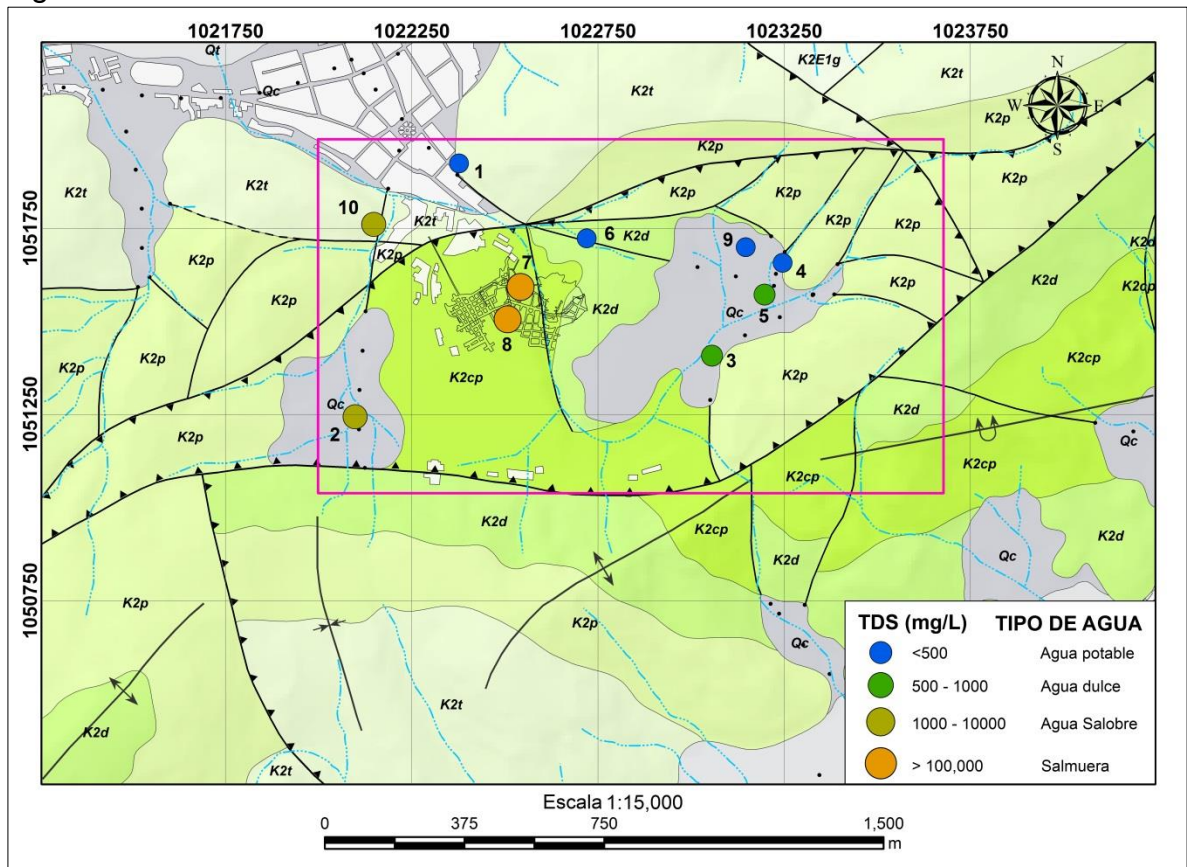 1021750 1022250 1022750 1023250 1023750
1051750
1051250
1050750
Qt
Qc
K2t
K2E1g
K2t
N
W E
S
K2p
K2p
K2t
K2t
1
10
K2t
K2p
K2p
K2p
K2p
K2p
6
K2d
9
4
K2p
K2d
K2p
K2p
7
K2d
K2d
K2cp
5
Qc
8
3
K2p
K2p
K2p
K2cp
K2p
Qc
2
K2d
Qc
K2p
K2cp
K2cp
K2d
K2cp
K2d
Qc
K2d
K2p
K2p
Qc
K2t
K2d
K2t
TDS (mg/L) TIPO DE AGUA
<500 Agua potable
500 - 1000 Agua dulce
1000 - 10000 Agua Salobre
> 100,000 Salmuera
Escala 1:15,000
0 375 750 1,500
m